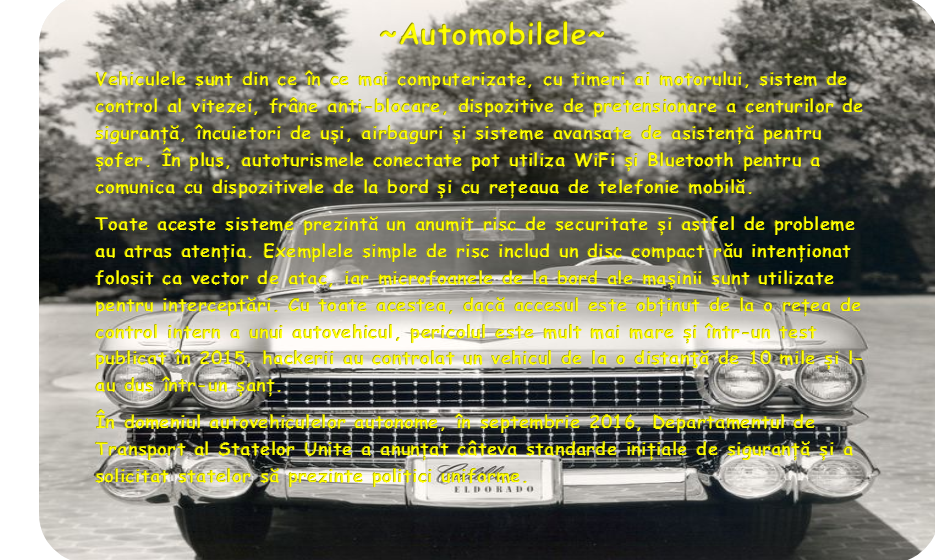 ~Automobilele~
Vehiculele sunt din ce în ce mai computerizate, cu timeri ai motorului, sistem de
control al vitezei, frâne anti-blocare, dispozitive de pretensionare a centurilor de
siguranță, încuietori de uși, airbaguri și sisteme avansate de asistență pentru
șofer. În plus, autoturismele conectate pot utiliza WiFi și Bluetooth pentru a
comunica cu dispozitivele de la bord și cu rețeaua de telefonie mobilă.
Toate aceste sisteme prezintă un anumit risc de securitate și astfel de probleme
au atras atenția. Exemplele simple de risc includ un disc compact rău intenționat
folosit ca vector de atac, iar microfoanele de la bord ale mașinii sunt utilizate
pentru interceptări. Cu toate acestea, dacă accesul este obținut de la o rețea de
control intern a unui autovehicul, pericolul este mult mai mare și într-un test
publicat în 2015, hackerii au controlat un vehicul de la o distanță de 10 mile și l-
au dus într-un șanț.
În domeniul autovehiculelor autonome, în septembrie 2016, Departamentul de
Transport al Statelor Unite a anunțat câteva standarde inițiale de siguranță și a
solicitat statelor să prezinte politici uniforme.
Cadillac
ELDORADO